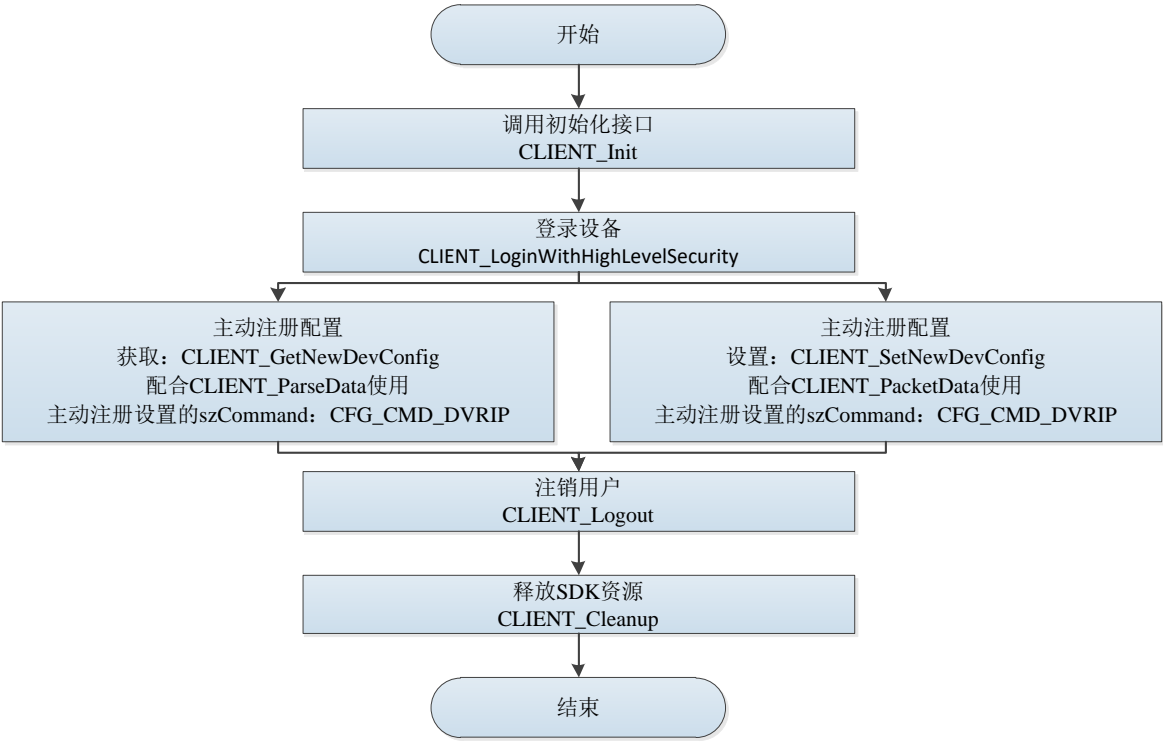 开始
调用初始化接口
CLIENT_Init
登录设备
CLIENT_LoginWithHighLevelSecurity
主动注册配置
获取：CLIENT_GetNewDevConfig
配合CLIENT_ParseData使用
主动注册设置的szCommand：CFG_CMD_DVRIP
主动注册配置
设置：CLIENT_SetNewDevConfig
配合CLIENT_PacketData使用
主动注册设置的szCommand：CFG_CMD_DVRIP
注销用户
CLIENT_Logout
释放SDK资源
CLIENT_Cleanup
结束